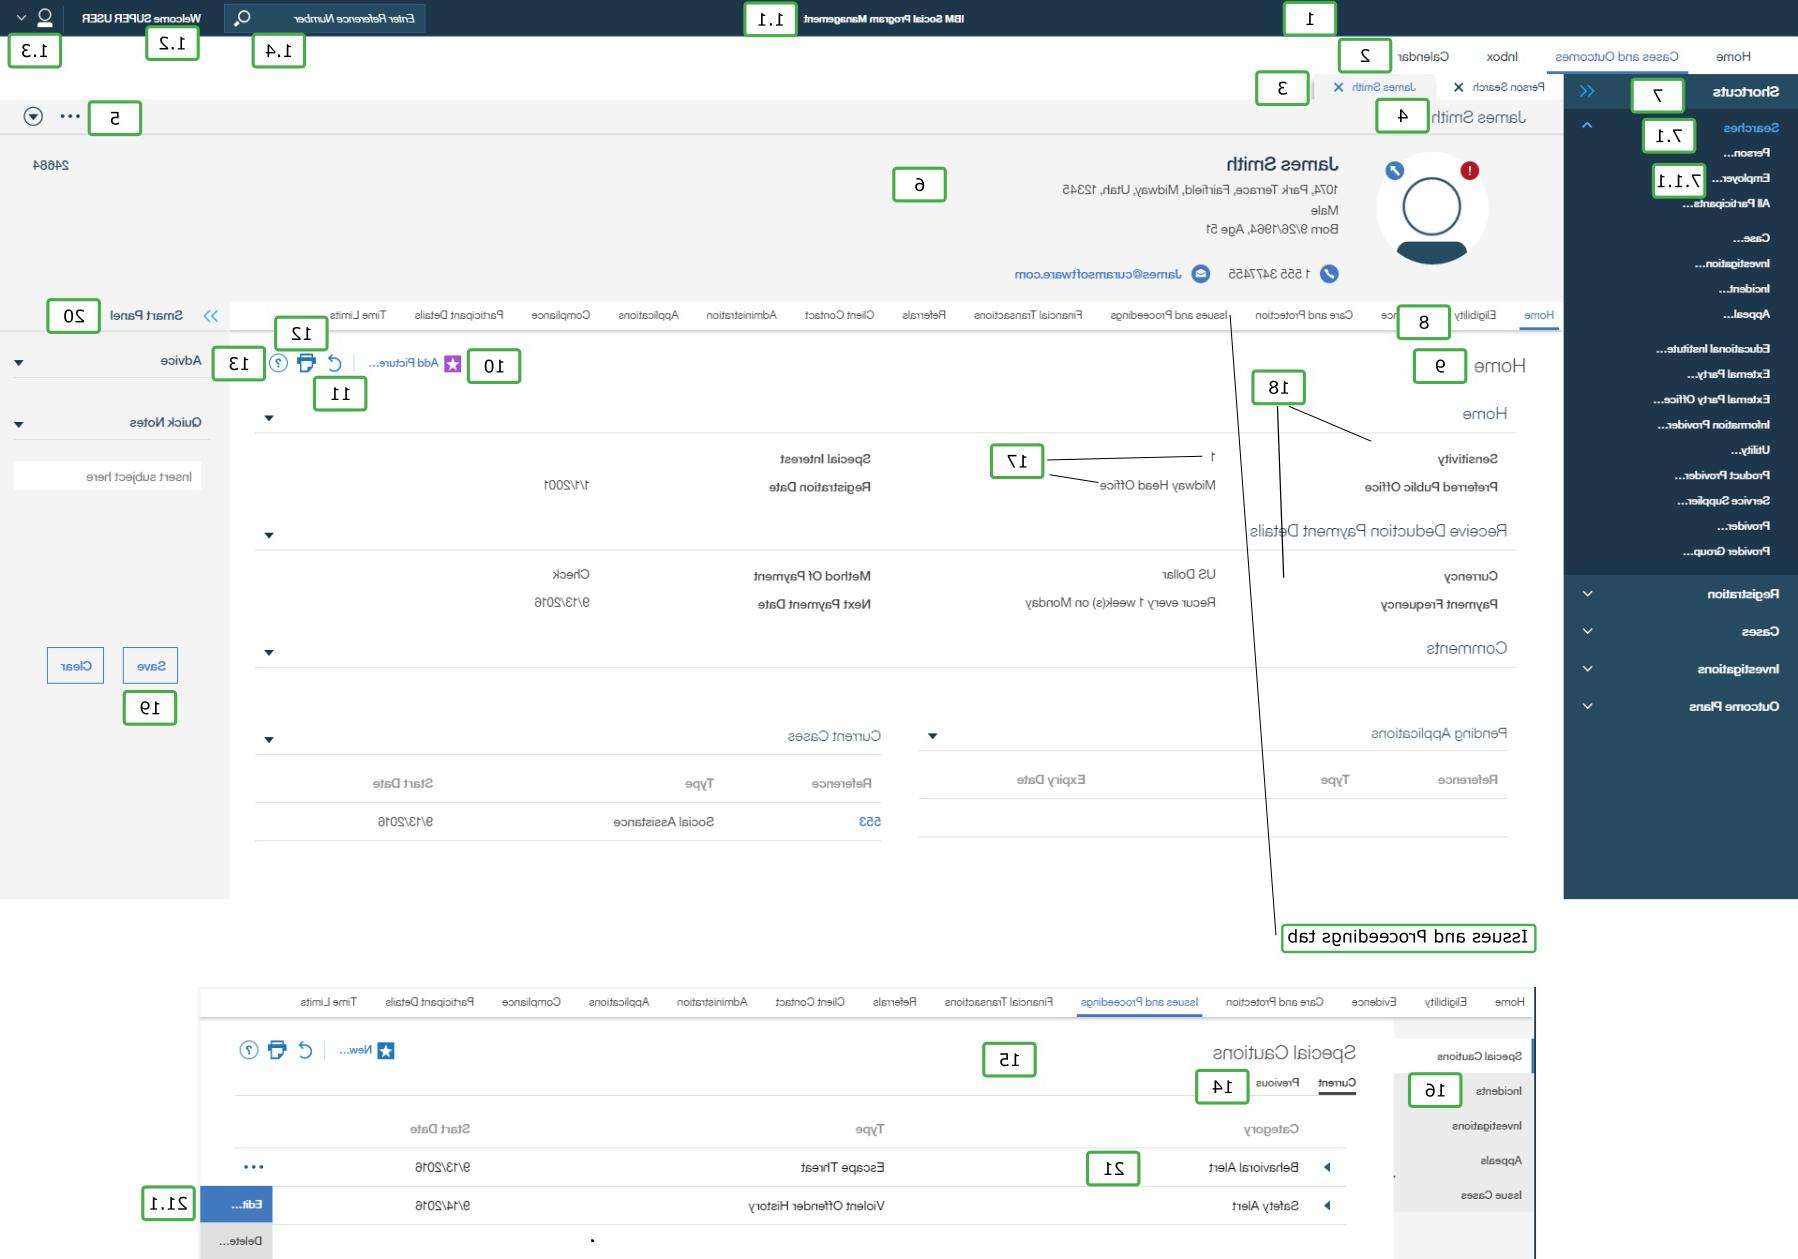 1
IBM Social Program Management
1.1
Enter Reference Number
1.4
Welcome SUPER USER
1.2
1.3
Home
Cases and Outcomes
Inbox
Calendar
2
Person Search
James Smith
3
James Smith
4
5
Shortcuts
7
Searches
7.1
Person...
Employer...
7.1.1
All Participants...
Case...
Investigation...
Incident...
Appeal...
Educational Institute...
External Party...
External Party Office...
Information Provider...
Utility...
Product Provider...
Service Supplier...
Provider...
Provider Group...
Registration
Cases
Investigations
Outcome Plans
James Smith
24684
6
1074, Park Terrace, Fairfield, Midway, Utah, 12345
Male
Born 9/26/1964, Age 51
1 555 3477455
James@curamsoftware.com
Home
Eligibility
8
nce
Care and Protection
Issues and Proceedings
Financial Transactions
Referrals
Client Contact
Administration
Applications
Compliance
Participant Details
Time Limits
Home
9
18
10
Add Picture...
11
12
13
Home
Sensitivity
1
17
Special Interest
Preferred Public Office
Midway Head Office
Registration Date
1/1/2001
Receive Deduction Payment Details
Currency
US Dollar
Method Of Payment
Check
Payment Frequency
Recur every 1 week(s) on Monday
Next Payment Date
9/13/2016
Comments
Pending Applications
Reference
Type
Expiry Date
Current Cases
Reference
Type
Start Date
553
Social Assistance
9/13/2016
Smart Panel
20
Advice
Quick Notes
Insert subject here
Save
Clear
19
Issues and Proceedings tab
Home
Eligibility
Evidence
Care and Protection
Issues and Proceedings
Financial Transactions
Referrals
Client Contact
Administration
Applications
Compliance
Participant Details
Time Limits
Special Cautions
Incidents
16
Investigations
Appeals
Issue Cases
Special Cautions
15
New...
Current
Previous
14
Category
Type
Start Date
Behavioral Alert
21
Escape Threat
9/13/2016
Safety Alert
Violent Offender History
9/14/2016
Edit...
21.1
Delete...